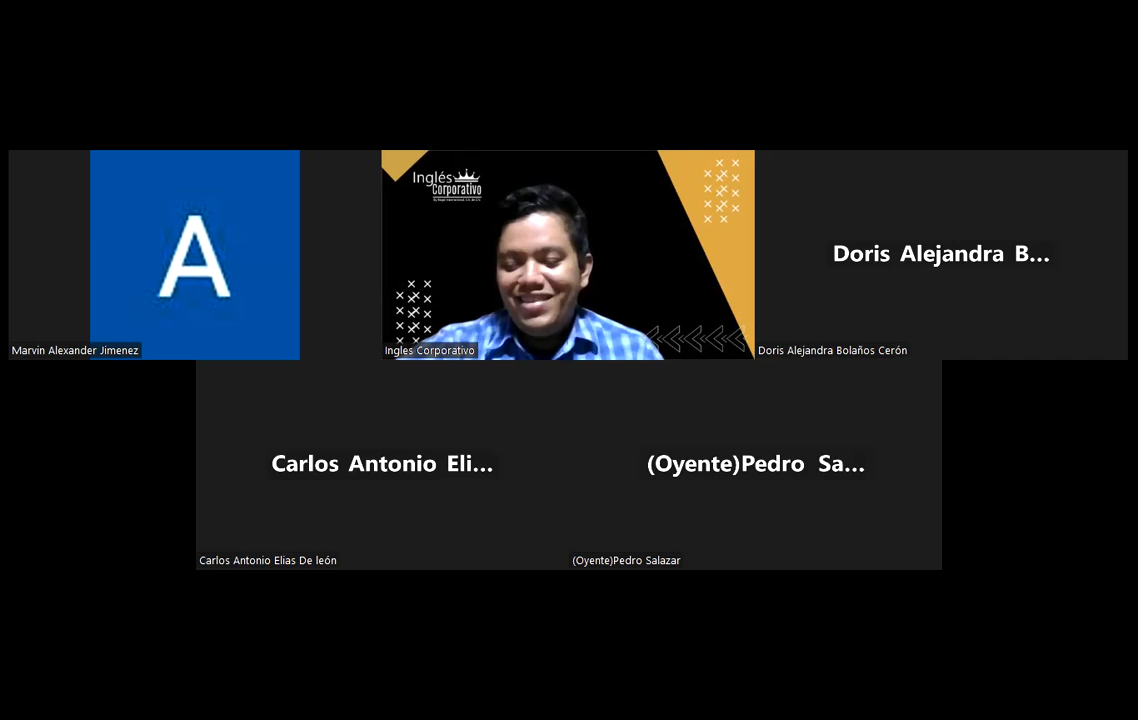 A
Marvin Alexander Jimenez
Inglés
Corporativo
Ingles Corporativo
Doris Alejandra B...
Doris Alejandra Bolaños Cerón
Carlos Antonio Eli...
Carlos Antonio Elias De león
(Oyente)Pedro Sa...
(Oyente)Pedro Salazar